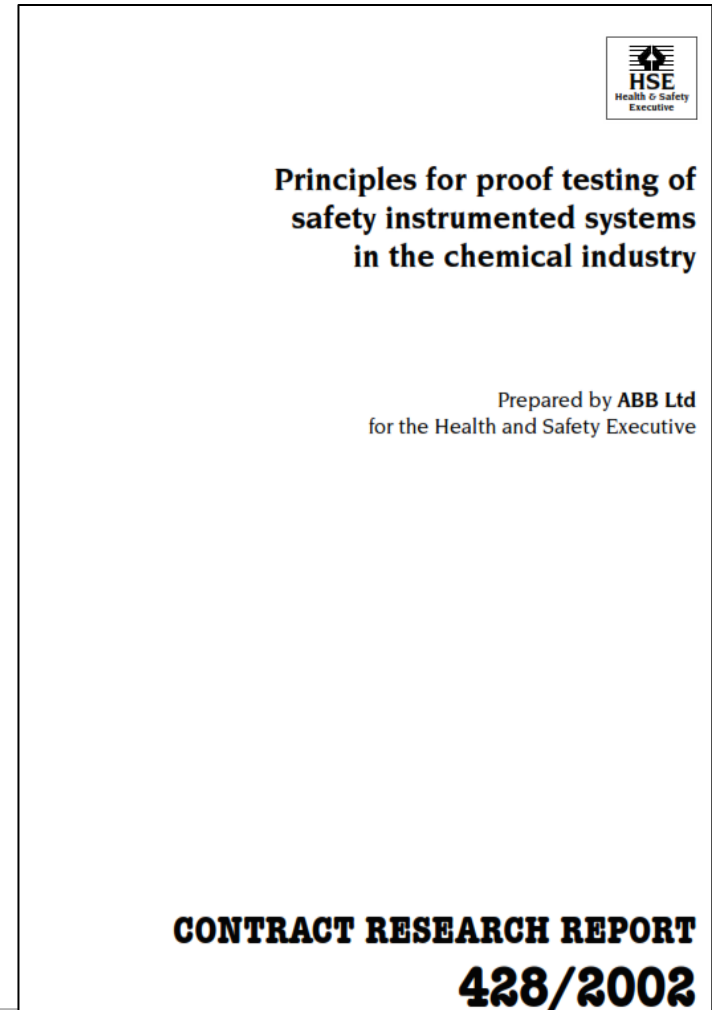 HSE
Health & Safety
Executive
Principles for proof testing of
safety instrumented systems
in the chemical industry
Prepared by ABB Ltd
for the Health and Safety Executive
CONTRACT RESEARCH REPORT
428/2002